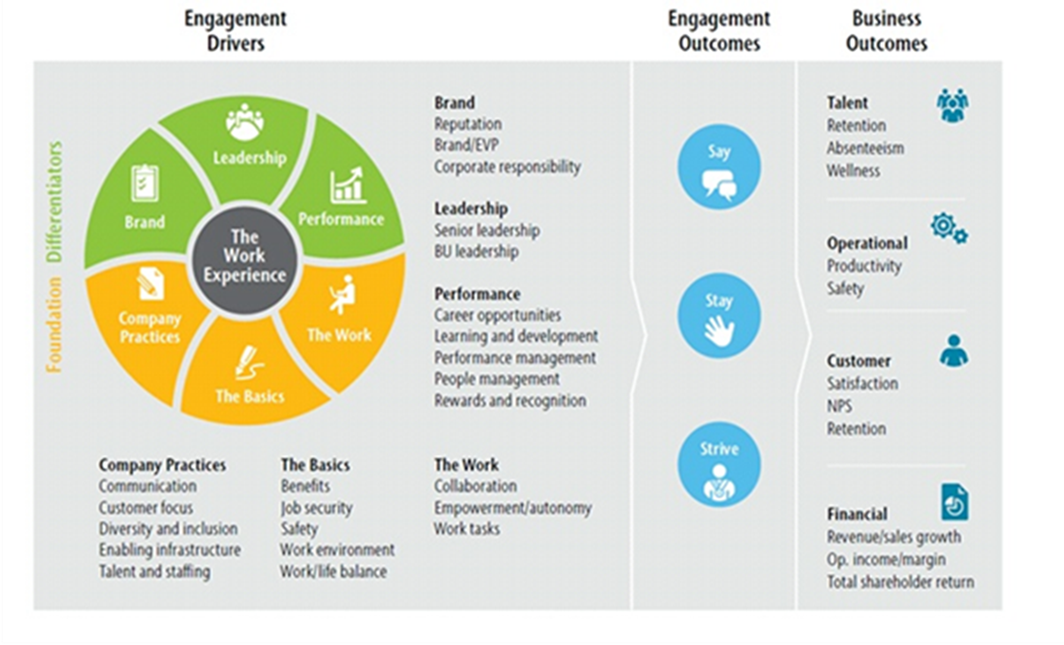 Engagement
Drivers
Engagement
Outcomes
Business
Outcomes
Differentiators
Foundation
Leadership
Brand
Performance
The
Work
Experience
Company
Practices
The Work
The Basics
Brand
Reputation
Brand/EVP
Corporate responsibility
Leadership
Senior leadership
BU leadership
Performance
Career opportunities
Learning and development
Performance management
People management
Rewards and recognition
Company Practices
Communication
Customer focus
Diversity and inclusion
Enabling infrastructure
Talent and staffing
The Basics
Benefits
Job security
Safety
Work environment
Work/life balance
The Work
Collaboration
Empowerment/autonomy
Work tasks
Say
Stay
Strive
Talent
Retention
Absenteeism
Wellness
Operational
Productivity
Safety
Customer
Satisfaction
NPS
Retention
Financial
Revenue/sales growth
Op. income/margin
Total shareholder return